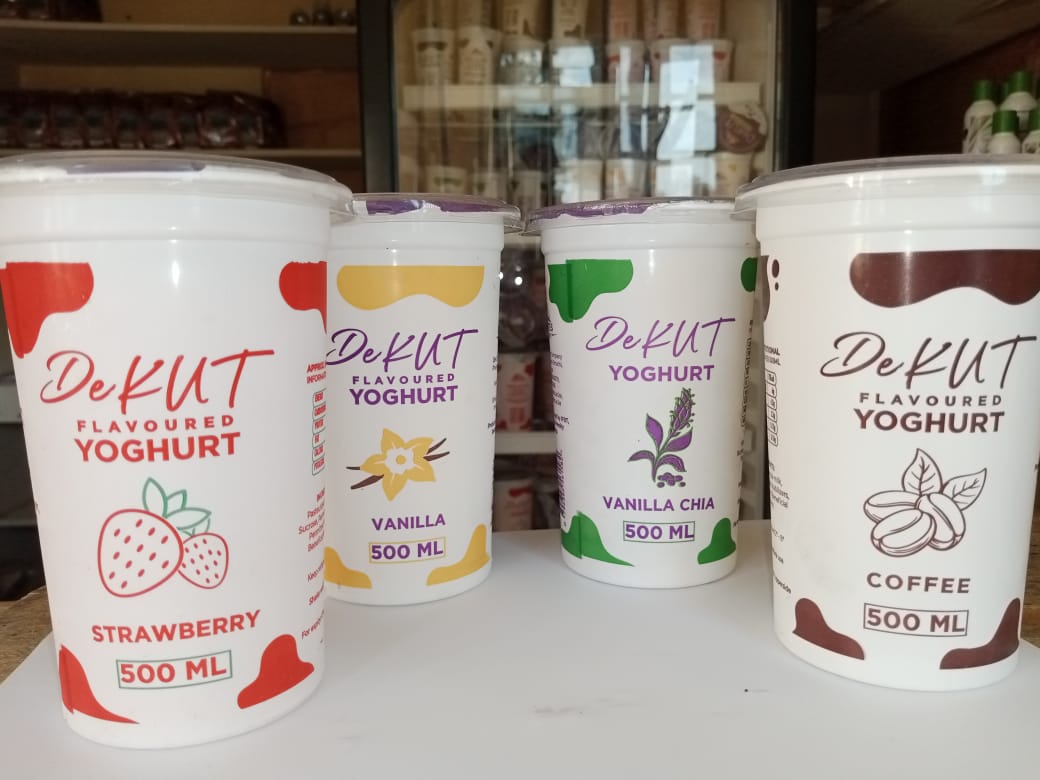 DeKUT
FLAVOURED
YOGHURT
STRAWBERRY
500 ML
DeKUT
FLAVOURED
YOGHURT
VANILLA
500 ML
DeKUT
YOGHURT
VANILLA CHIA
500 ML
DeKUT
FLAVOURED
YOGHURT
COFFEE
500 ML